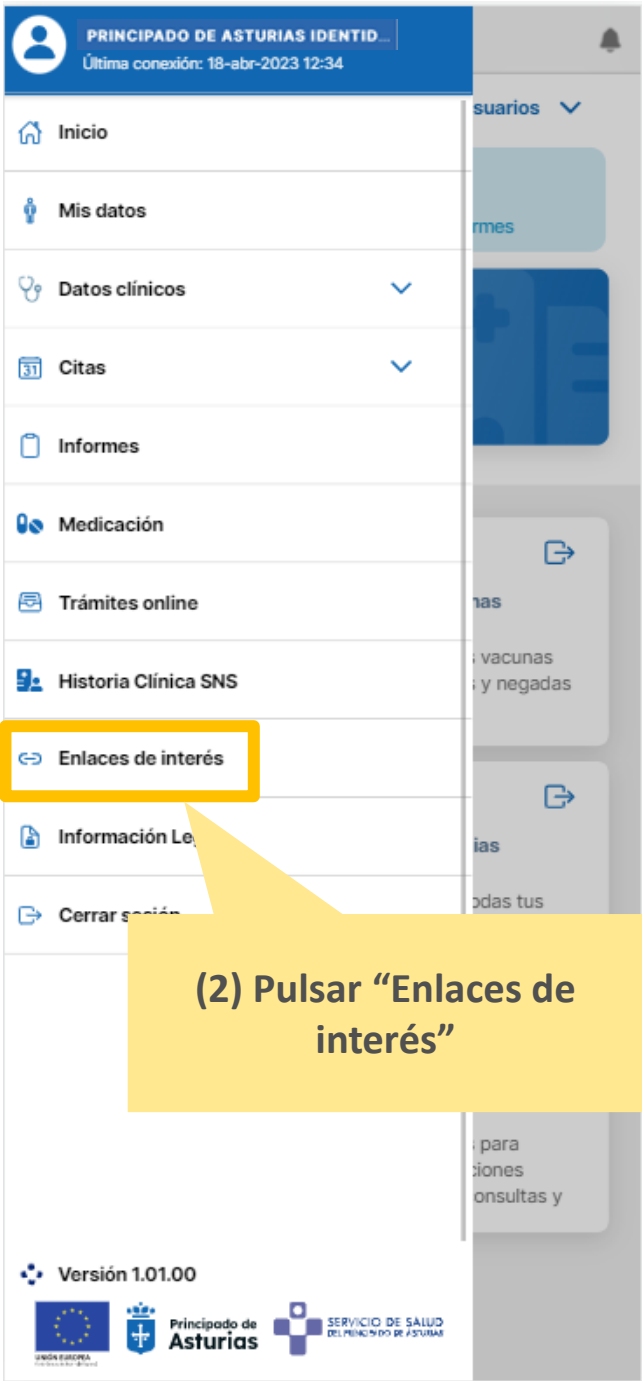 PRINCIPADO DE ASTURIAS IDENTID...
Última conexión: 18-abr-2023 12:34
suarios
Inicio
Mis datos
rmes
Datos clínicos
31
Citas
Informes
Medicación
Trámites online
nas
vacunas
Historia Clínica SNS
y negadas
Enlaces de interés
Información Le
ias
odas tus
Cerrar sesión
(2) Pulsar “Enlaces de
interés”
para
ciones
onsultas y
Versión 1.01.00
UNIÓN EUROPEA
Principado de
Asturias
SERVICIO DE SALUD
DEL PRINCIPADO DE ASTURIAS